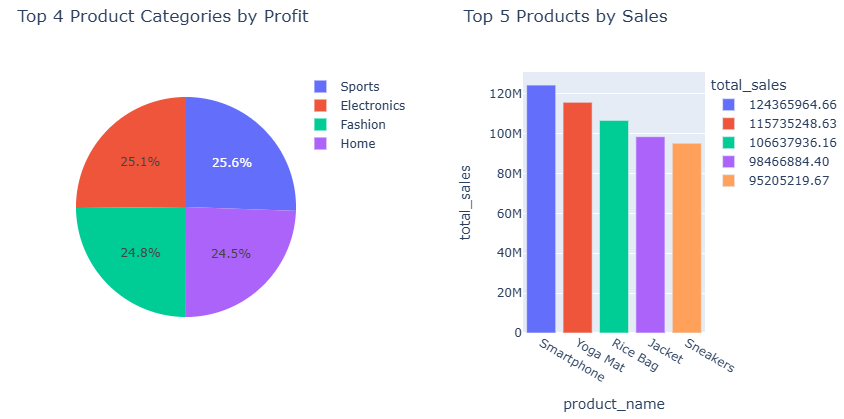 Top 4 Product Categories by Profit
Sports
Electronics
Fashion
Home
25.1%
25.6%
24.8%
24.5%
Top 5 Products by Sales
total_sales
124365964.66
115735248.63
106637936.16
98466884.40
95205219.67
total_sales
120M
100M
80M
60M
40M
20M
0
Smartphone
Yoga Mat
Rice Bag
Jacket
Sneakers
product_name